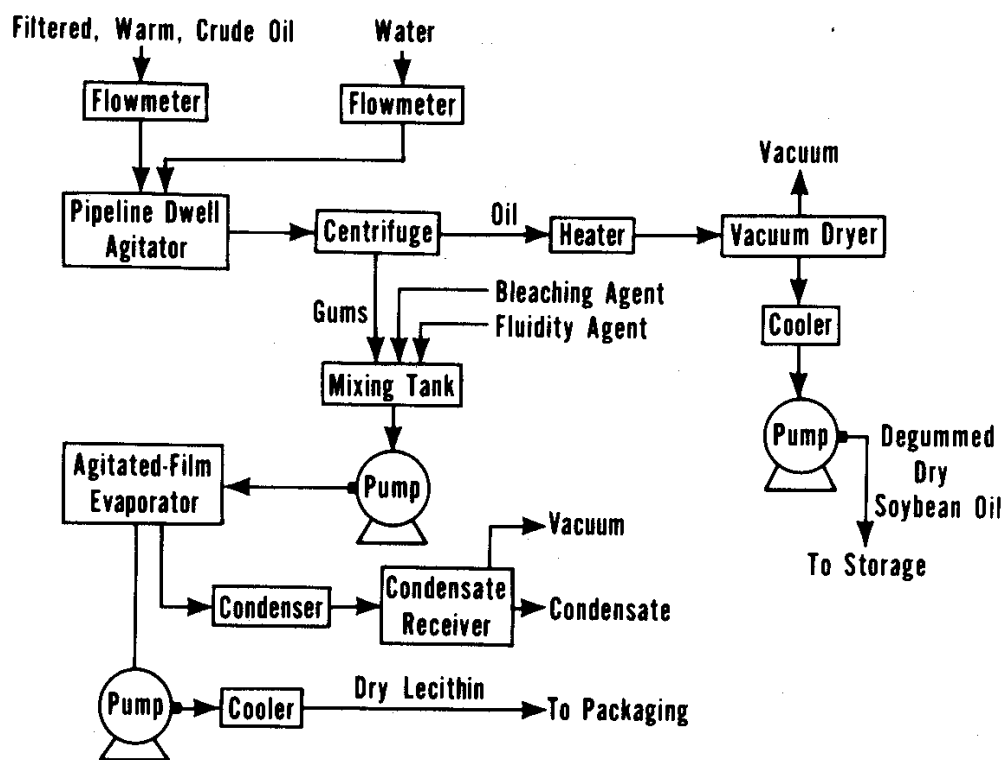 Filtered, Warm, Crude Oil
Water
Flowmeter
Flowmeter
Vacuum
Pipeline Dwell
Agitator
Centrifuge
Oil
Heater
Vacuum Dryer
Gums
Bleaching Agent
Fluidity Agent
Cooler
Mixing Tank
Pump
Degummed
Dry
Soybean Oil
To Storage
Agitated-Film
Evaporator
Pump
Vacuum
Condenser
Condensate
Receiver
Condensate
Pump
Cooler
Dry Lecithin
To Packaging